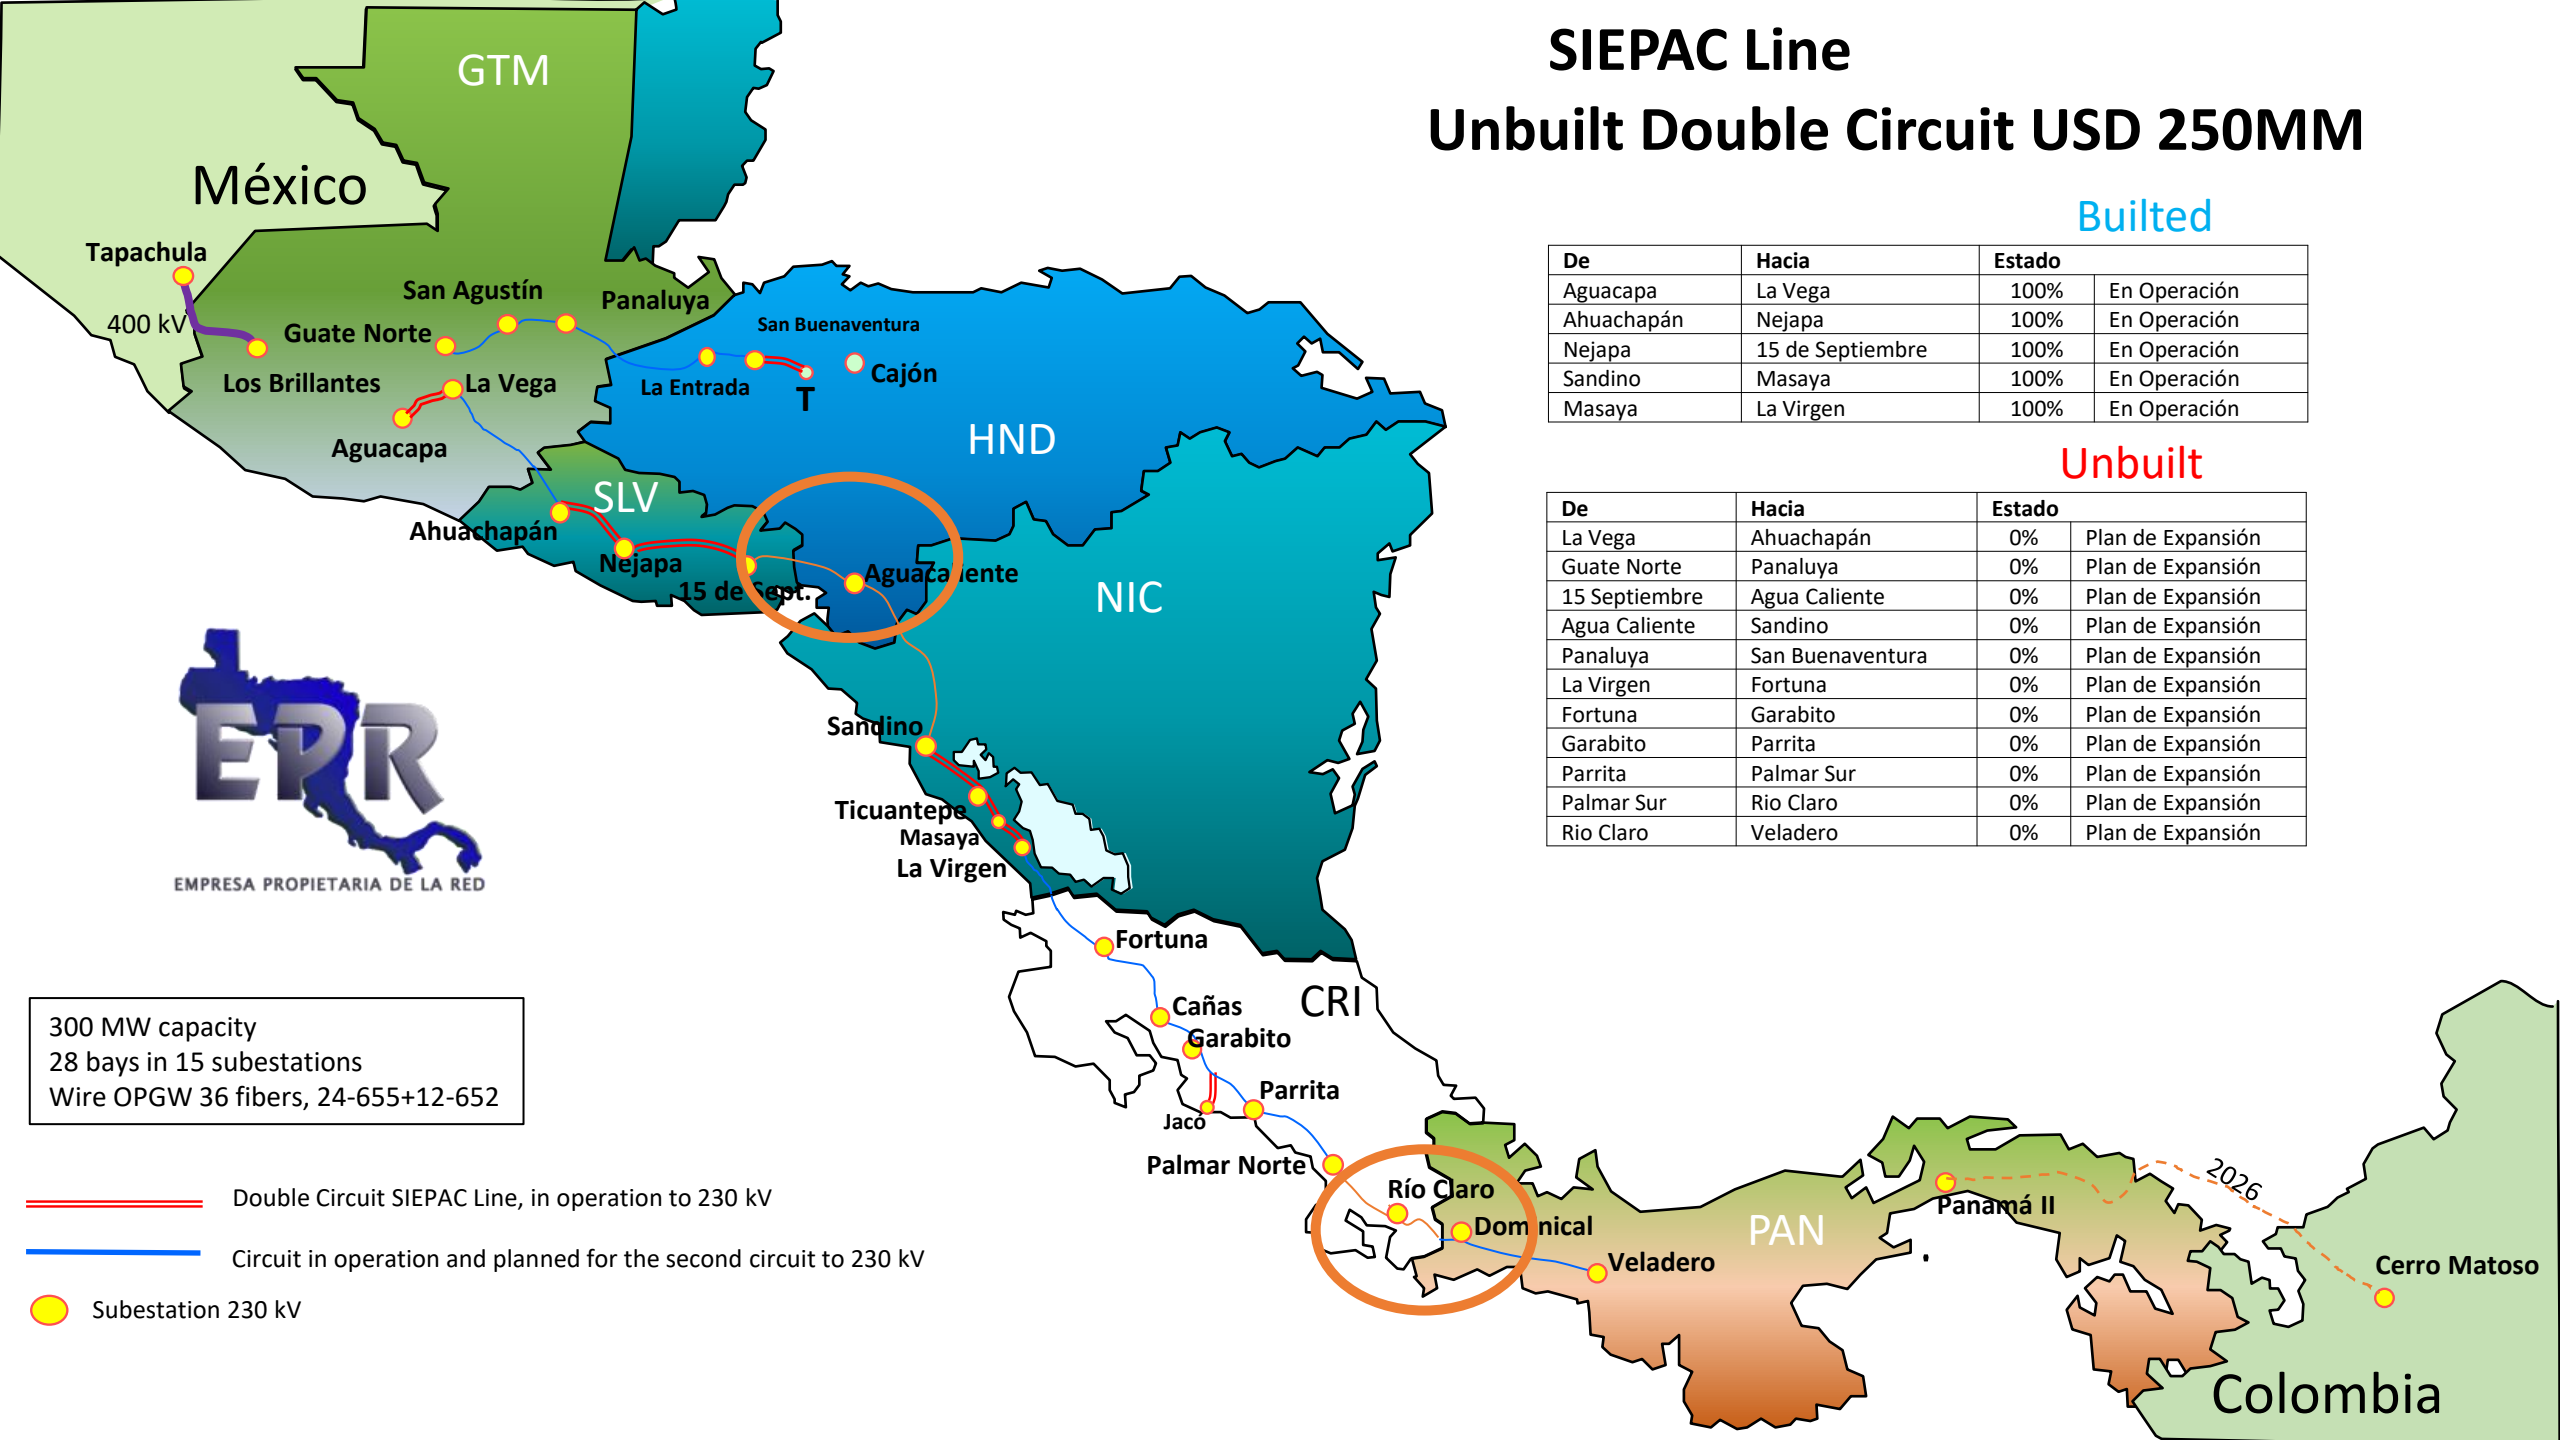 SIEPAC Line
Unbuilt Double Circuit USD 250MM
Builted
De Hacia Estado
Aguacapa La Vega 100% En Operación
Ahuachapán Nejapa 100% En Operación
Nejapa 15 de Septiembre 100% En Operación
Sandino Masaya 100% En Operación
Masaya La Virgen 100% En Operación
Unbuilt
De Hacia Estado
La Vega Ahuachapán 0% Plan de Expansión
Guate Norte Panaluya 0% Plan de Expansión
15 Septiembre Agua Caliente 0% Plan de Expansión
Agua Caliente Sandino 0% Plan de Expansión
Panaluya San Buenaventura 0% Plan de Expansión
La Virgen Fortuna 0% Plan de Expansión
Fortuna Garabito 0% Plan de Expansión
Garabito Parrita 0% Plan de Expansión
Parrita Palmar Sur 0% Plan de Expansión
Palmar Sur Rio Claro 0% Plan de Expansión
Rio Claro Veladero 0% Plan de Expansión
GTM
México
Tapachula
400 kV
San Agustín
Panaluya
Guate Norte
Los Brillantes
La Vega
Aguacapa
San Buenaventura
La Entrada
T
Cajón
HND
SLV
Ahuachapán
Nejapa
15 de Sept.
Aguacaliente
NIC
Sandino
Ticuantepe
Masaya
La Virgen
Fortuna
Cañas
Garabito
CRI
Parrita
Jacó
Palmar Norte
Río Claro
Dominical
Veladero
PAN
Panamá II
2026
Cerro Matoso
Colombia
EPR
EMPRESA PROPIETARIA DE LA RED
300 MW capacity
28 bays in 15 subestations
Wire OPGW 36 fibers, 24-655+12-652
Double Circuit SIEPAC Line, in operation to 230 kV
Circuit in operation and planned for the second circuit to 230 kV
Subestation 230 kV